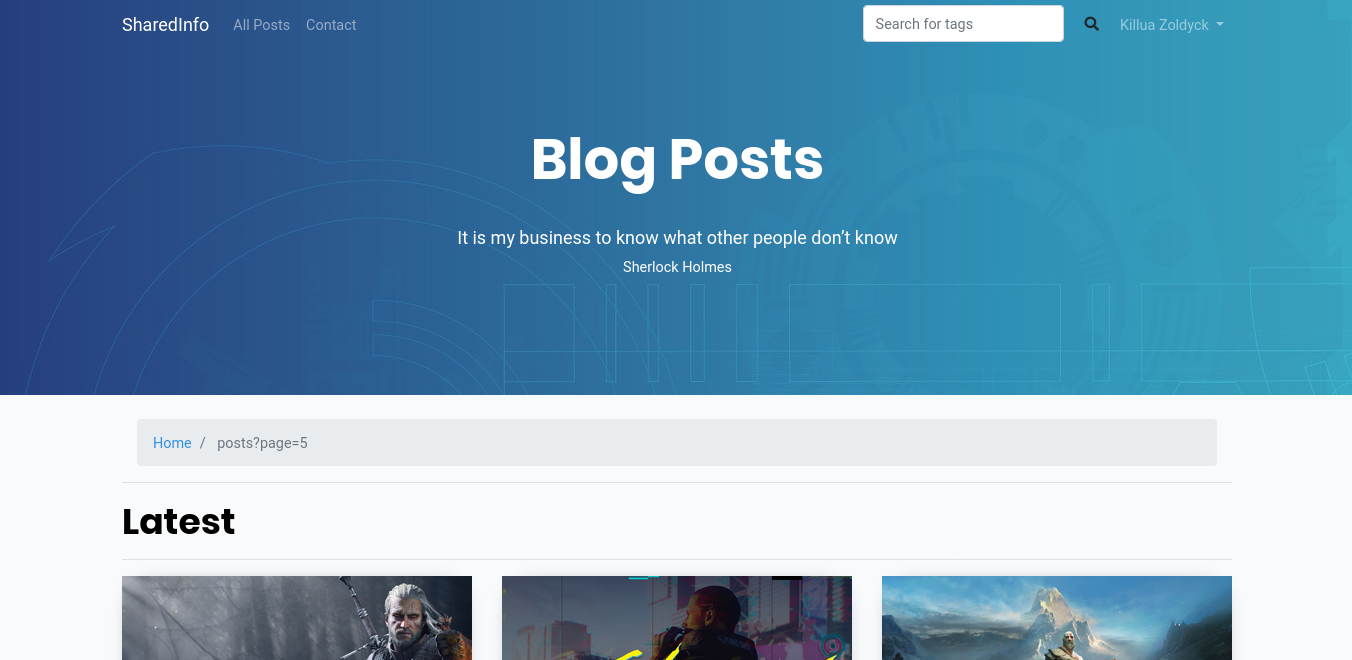 SharedInfo All Posts Contact Search for tags Killua Zoldyck
Blog Posts
It is my business to know what other people don’t know
Sherlock Holmes
Home / posts?page=5
Latest